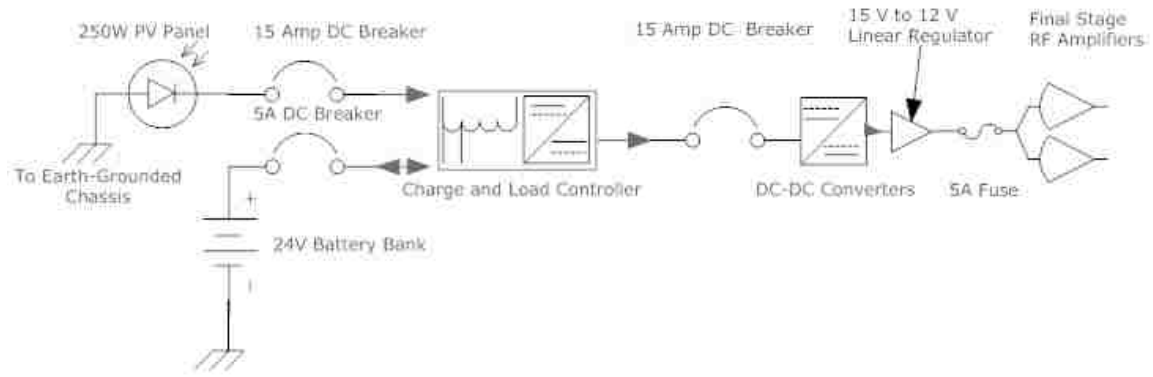 250W PV Panel
15 Amp DC Breaker
15 Amp DC Breaker
15 V to 12 V
Linear Regulator
Final Stage
RF Amplifiers
5A DC Breaker
To Earth-Grounded
Chassis
Charge and Load Controller
DC-DC Converters
5A Fuse
+
24V Battery Bank
+